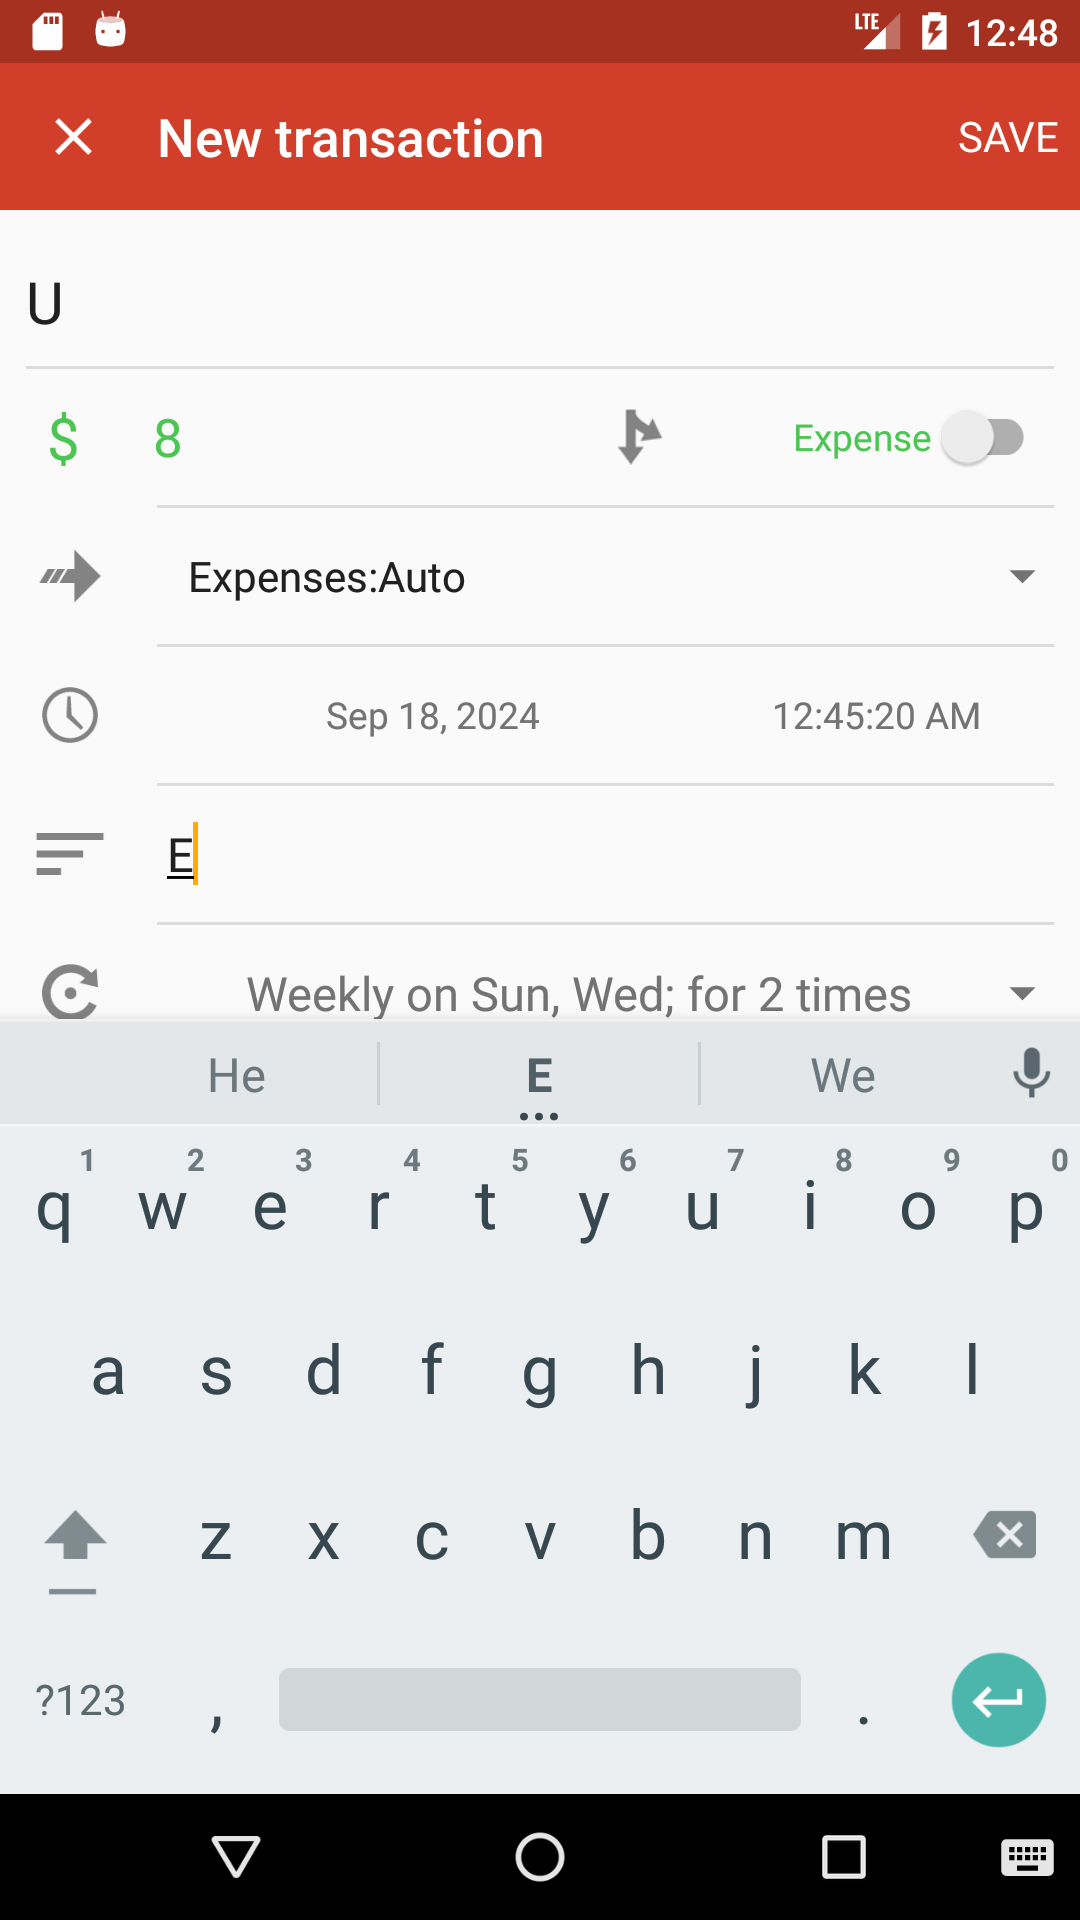 LTE 12:48
New transaction SAVE
U
$ 8 Expense
Expenses:Auto
Sep 18, 2024 12:45:20 AM
E
Weekly on Sun, Wed; for 2 times
He E We
1 2 3 4 5 6 7 8 9 0
q w e r t y u i o p
a s d f g h j k l
z x c v b n m
?123 , .